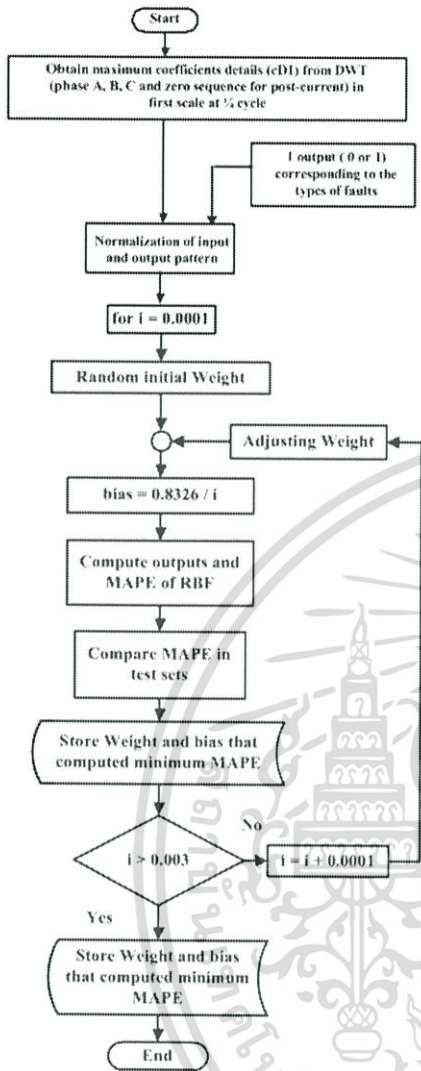 Start
Obtain maximum coefficients details (cD1) from DWT
(phase A, B, C and zero sequence for post-current) in
first scale at ¼ cycle
1 output ( 0 or 1)
corresponding to the
types of faults
Normalization of input
and output pattern
for i = 0.0001
Random initial Weight
Adjusting Weight
bias = 0.8326 / i
Compute outputs and
MAPE of RBF
Compare MAPE in
test sets
Store Weight and bias that
computed minimum MAPE
No
i > 0.003
i = i + 0.0001
Yes
Store Weight and bias
that computed minimum
MAPE
End